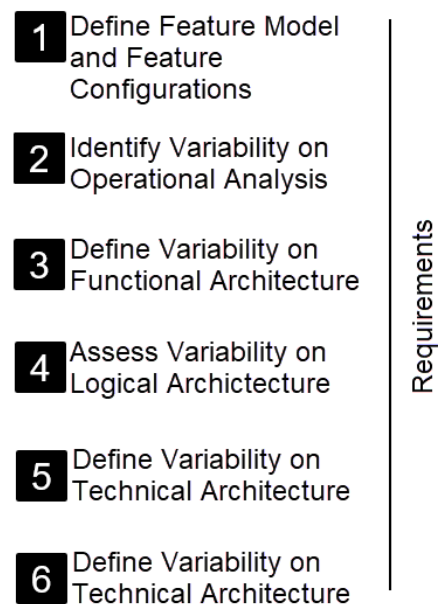 1 Define Feature Model
and Feature
Configurations
2 Identify Variability on
Operational Analysis
3 Define Variability on
Functional Architecture
4 Assess Variability on
Logical Archictecture
5 Define Variability on
Technical Architecture
6 Define Variability on
Technical Architecture
Requirements